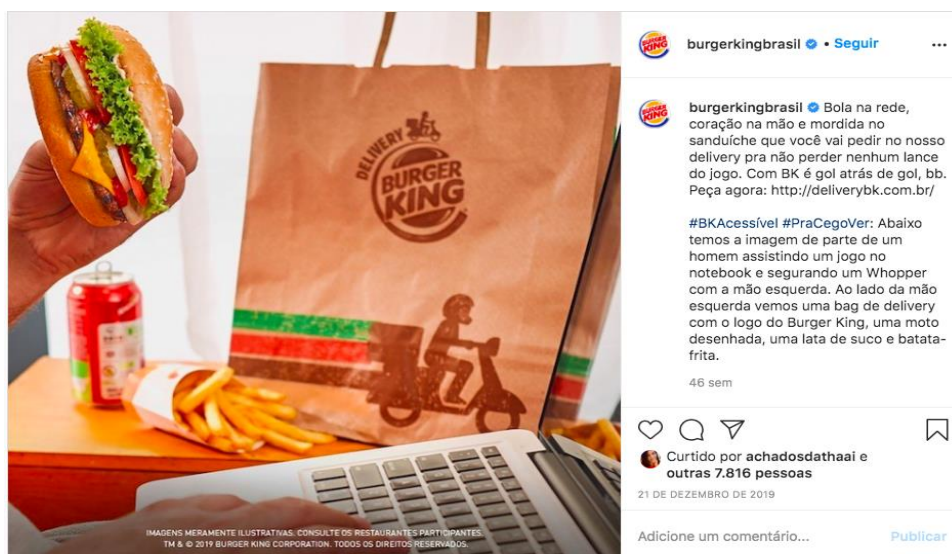 DELIVERY
BURGER
KING
IMAGENS MERAMENTE ILUSTRATIVAS. CONSULTE OS RESTAURANTES PARTICIPANTES.
TM & © 2019 BURGER KING CORPORATION. TODOS OS DIREITOS RESERVADOS.
BURGER
KING
burgerkingbrasil • Seguir
BURGER
KING
burgerkingbrasil Bola na rede,
coração na mão e mordida no
sanduíche que você vai pedir no nosso
delivery pra não perder nenhum lance
do jogo. Com BK é gol atrás de gol, bb.
Peça agora: http://deliverybk.com.br/
#BKAcessível #PraCegoVer: Abaixo
temos a imagem de parte de um
homem assistindo um jogo no
notebook e segurando um Whopper
com a mão esquerda. Ao lado da mão
esquerda vemos uma bag de delivery
com o logo do Burger King, uma moto
desenhada, uma lata de suco e batata-
frita.
46 sem
Curtido por achadosdathaai e
outras 7.816 pessoas
21 DE DEZEMBRO DE 2019
Adicione um comentário...
Publicar